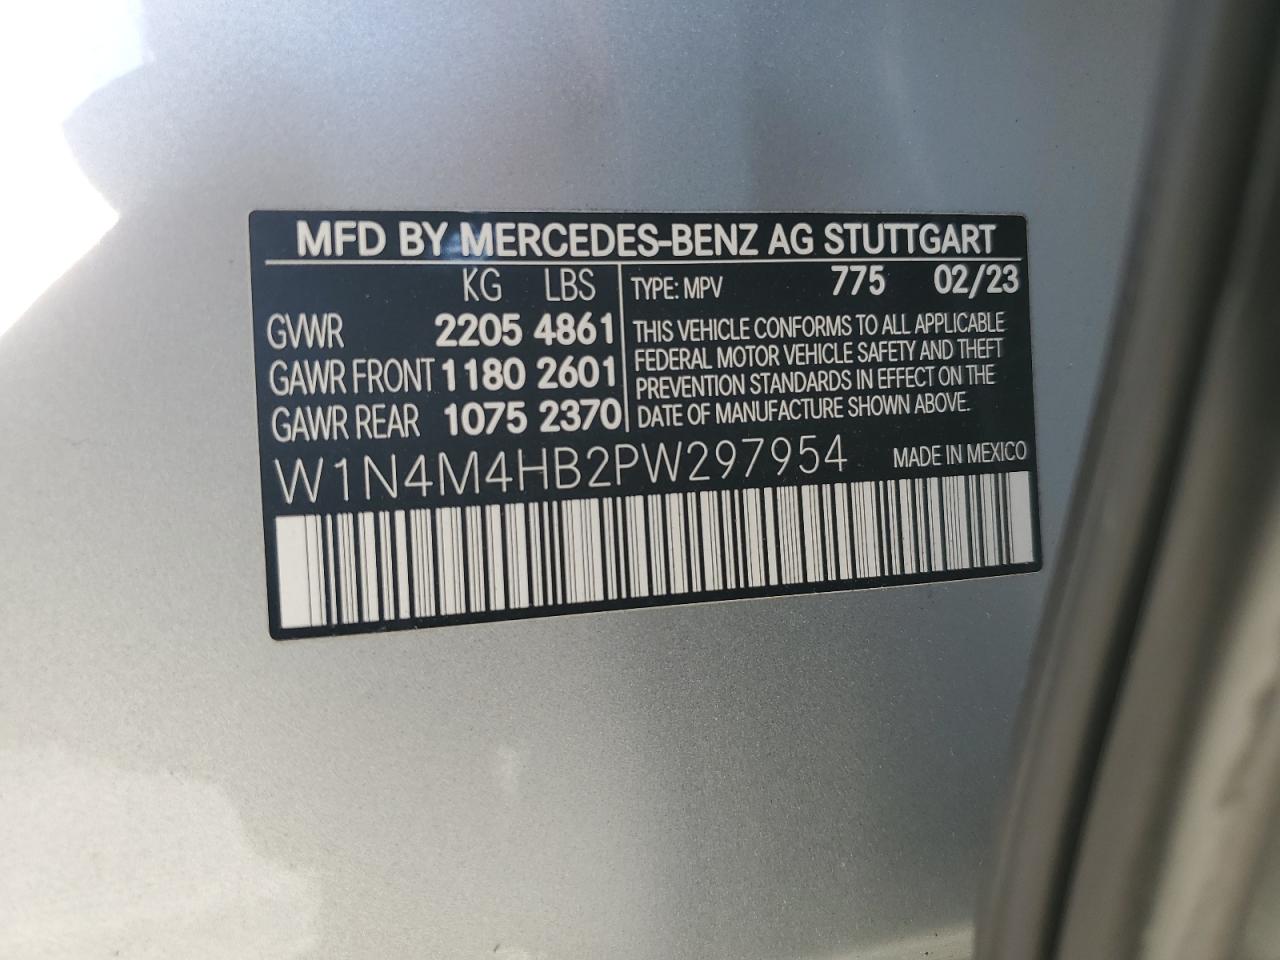 MFD BY MERCEDES-BENZ AG STUTTGART
KG LBS
GVWR 2205 4861
GAWR FRONT 1180 2601
GAWR REAR 1075 2370
TYPE: MPV 775 02/23
THIS VEHICLE CONFORMS TO ALL APPLICABLE
FEDERAL MOTOR VEHICLE SAFETY AND THEFT
PREVENTION STANDARDS IN EFFECT ON THE
DATE OF MANUFACTURE SHOWN ABOVE.
W1N4M4HB2PW297954 MADE IN MEXICO